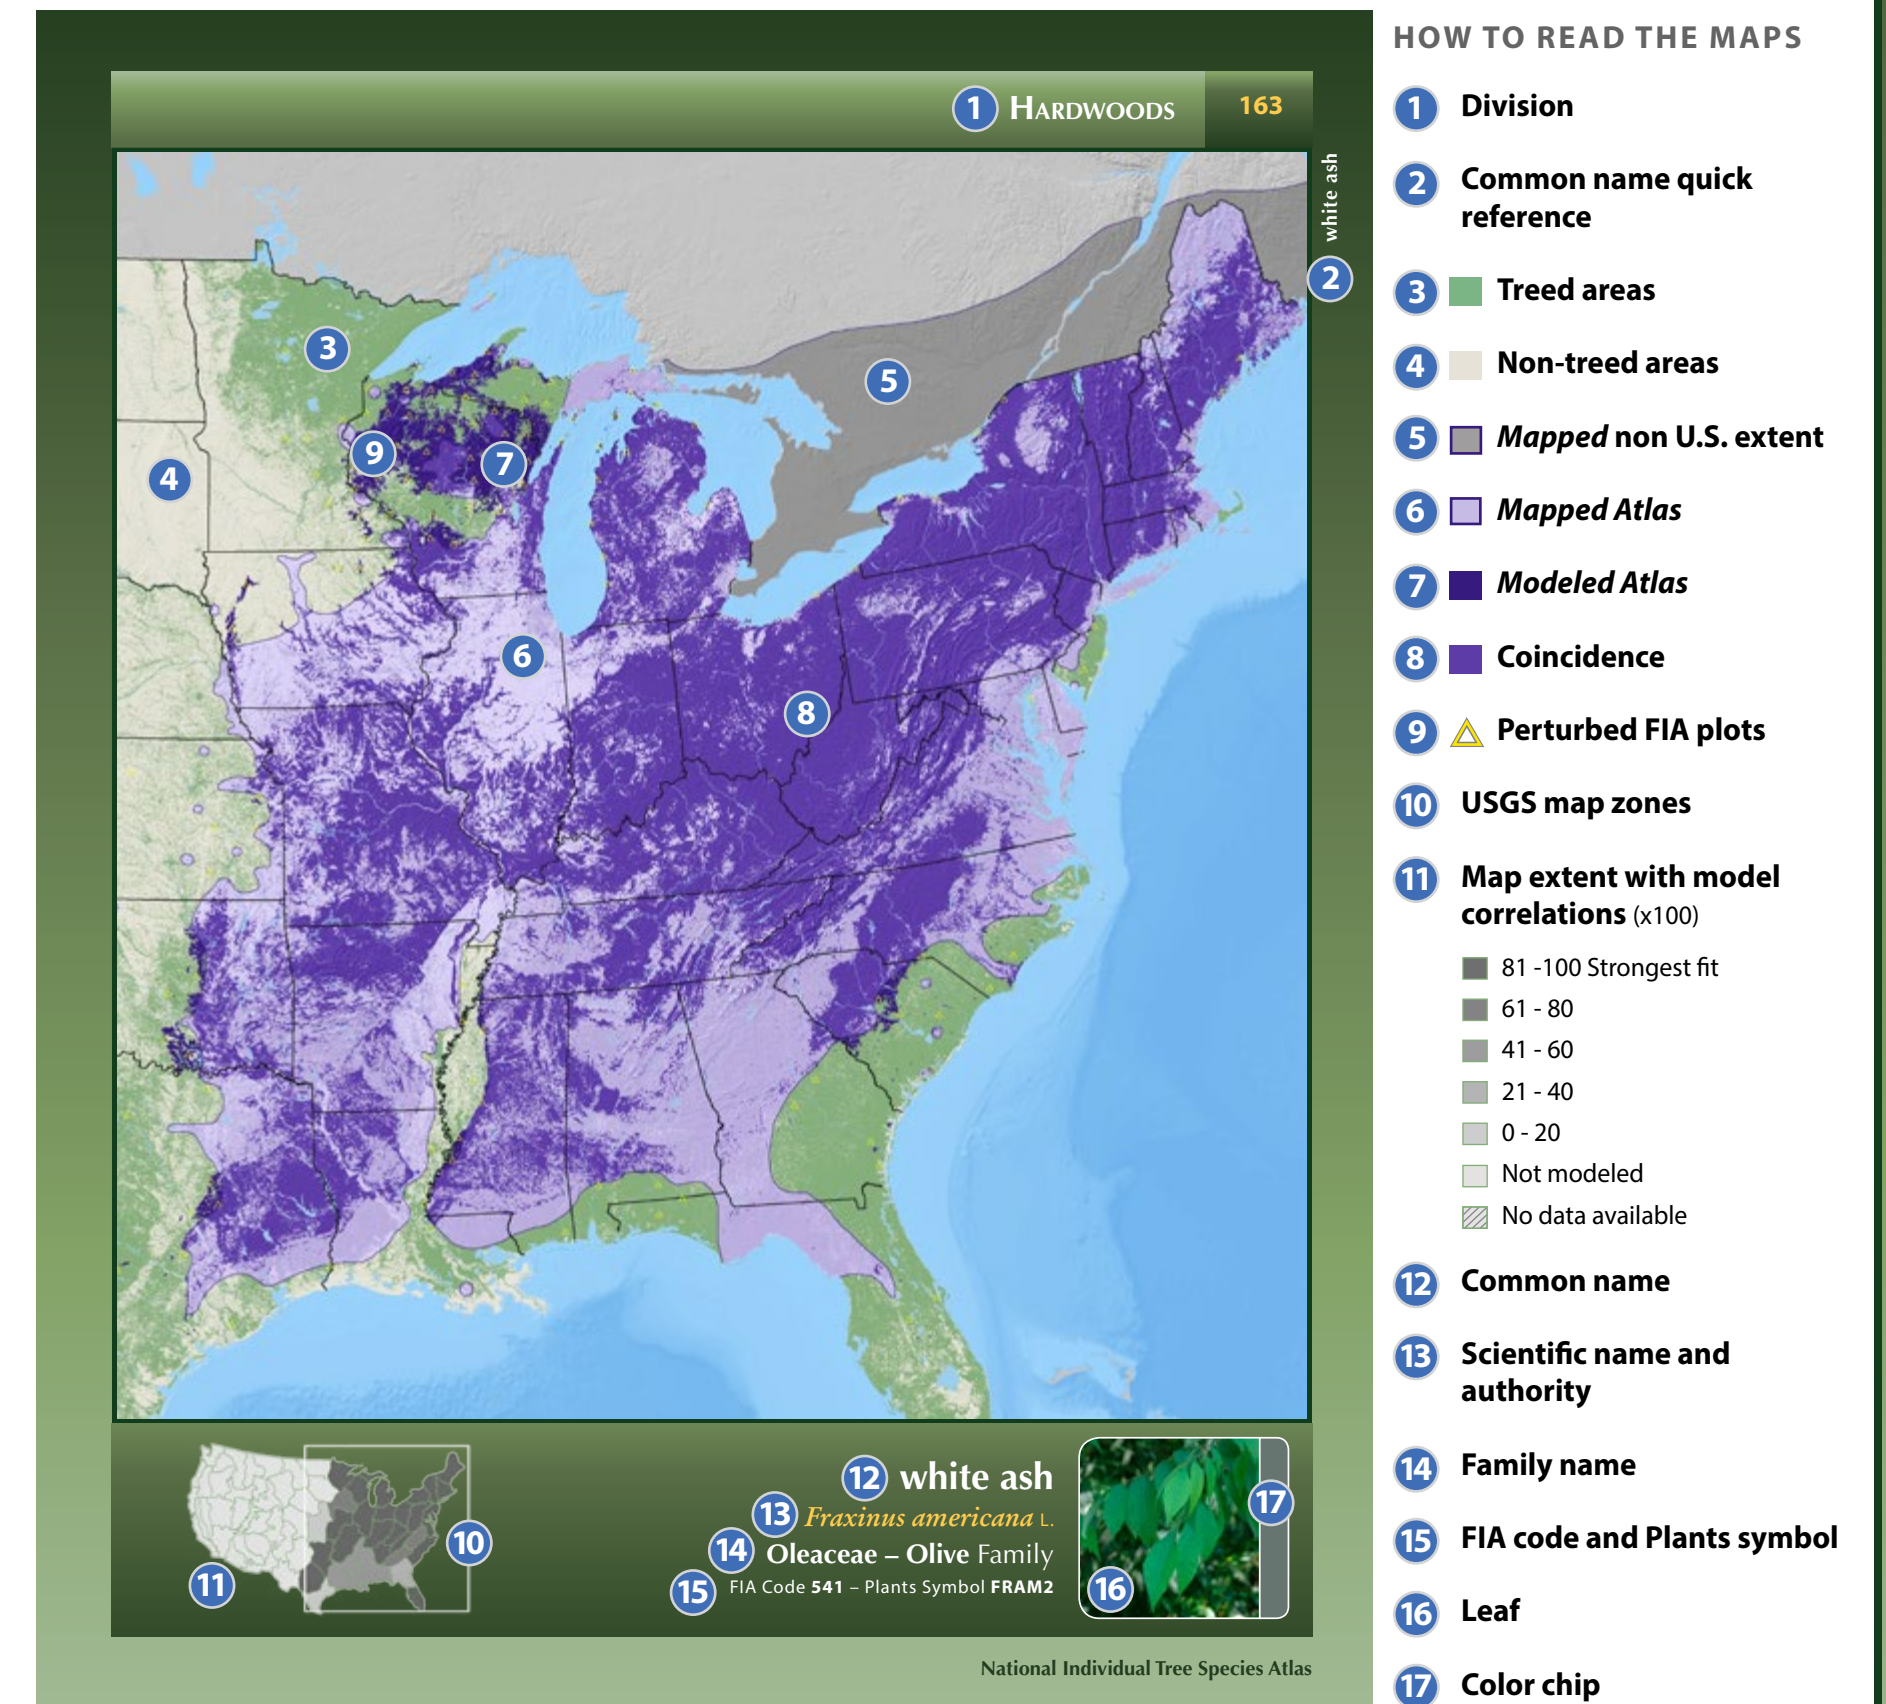 1 HARDWOODS 163
white ash
2
3
5
9
7
4
6
8
12 white ash
13 Fraxinus americana L.
14 Oleaceae – Olive Family
15 FIA Code 541 – Plants Symbol FRAM2
10
11
16
17
National Individual Tree Species Atlas
HOW TO READ THE MAPS
1 Division
2 Common name quick
reference
3 Treed areas
4 Non-treed areas
5 Mapped non U.S. extent
6 Mapped Atlas
7 Modeled Atlas
8 Coincidence
9 Perturbed FIA plots
10 USGS map zones
11 Map extent with model
correlations (x100)
81 -100 Strongest fit
61 - 80
41 - 60
21 - 40
0 - 20
Not modeled
No data available
12 Common name
13 Scientific name and
authority
14 Family name
15 FIA code and Plants symbol
16 Leaf
17 Color chip